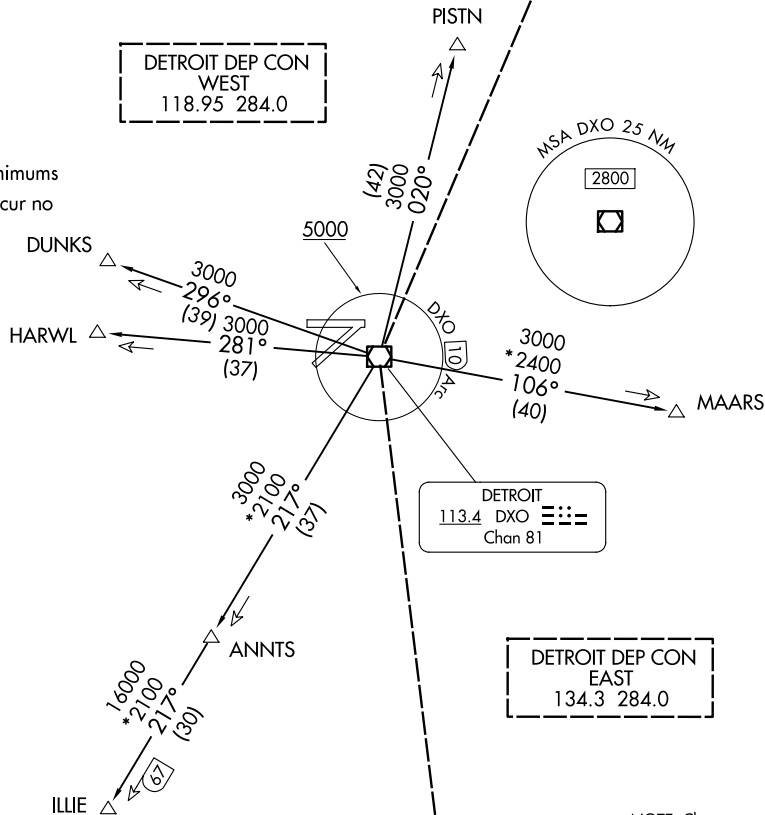 PISTN
DETROIT DEP CON
WEST
118.95 284.0
MSA DXO 25 NM
2800
nimums
cur no
(42)
3000
020°
5000
DUNKS
3000
296°
(39)
HARWL
3000
281°
(37)
DXO 10 Arc
3000
*2400
106°
(40)
MAARS
3000
*2100
217°
(37)
DETROIT
113.4 DXO
Chan 81
ANNTS
DETROIT DEP CON
EAST
134.3 284.0
16000
*2100
217°
(30)
67
ILLIE